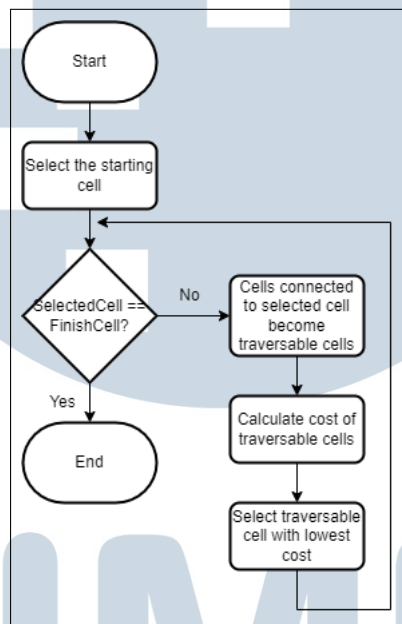 Start
Select the starting
cell
SelectedCell ==
FinishCell?
No
Cells connected
to selected cell
become
traversable cells
Yes
Calculate cost of
traversable cells
End
Select traversable
cell with lowest
cost